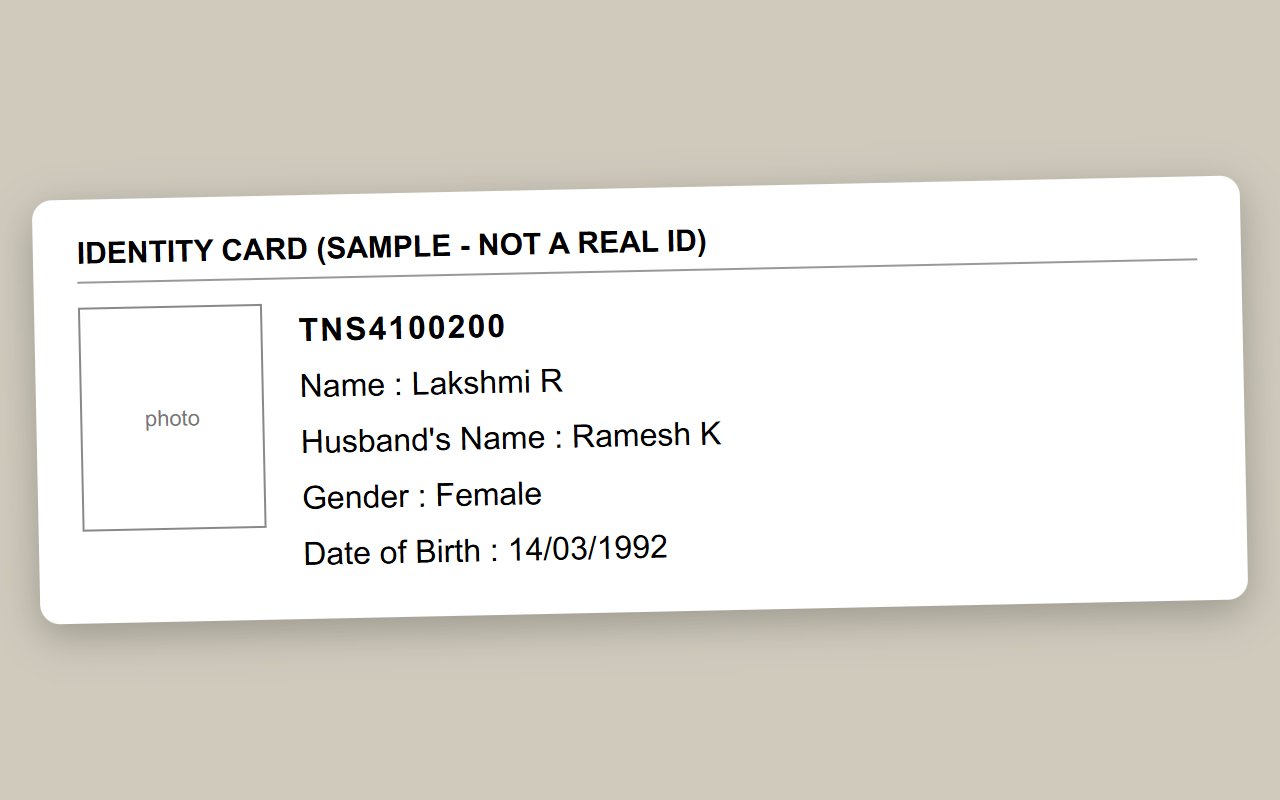 IDENTITY CARD (SAMPLE - NOT A REAL ID)
photo
TNS4100200
Name : Lakshmi R
Husband's Name : Ramesh K
Gender : Female
Date of Birth : 14/03/1992